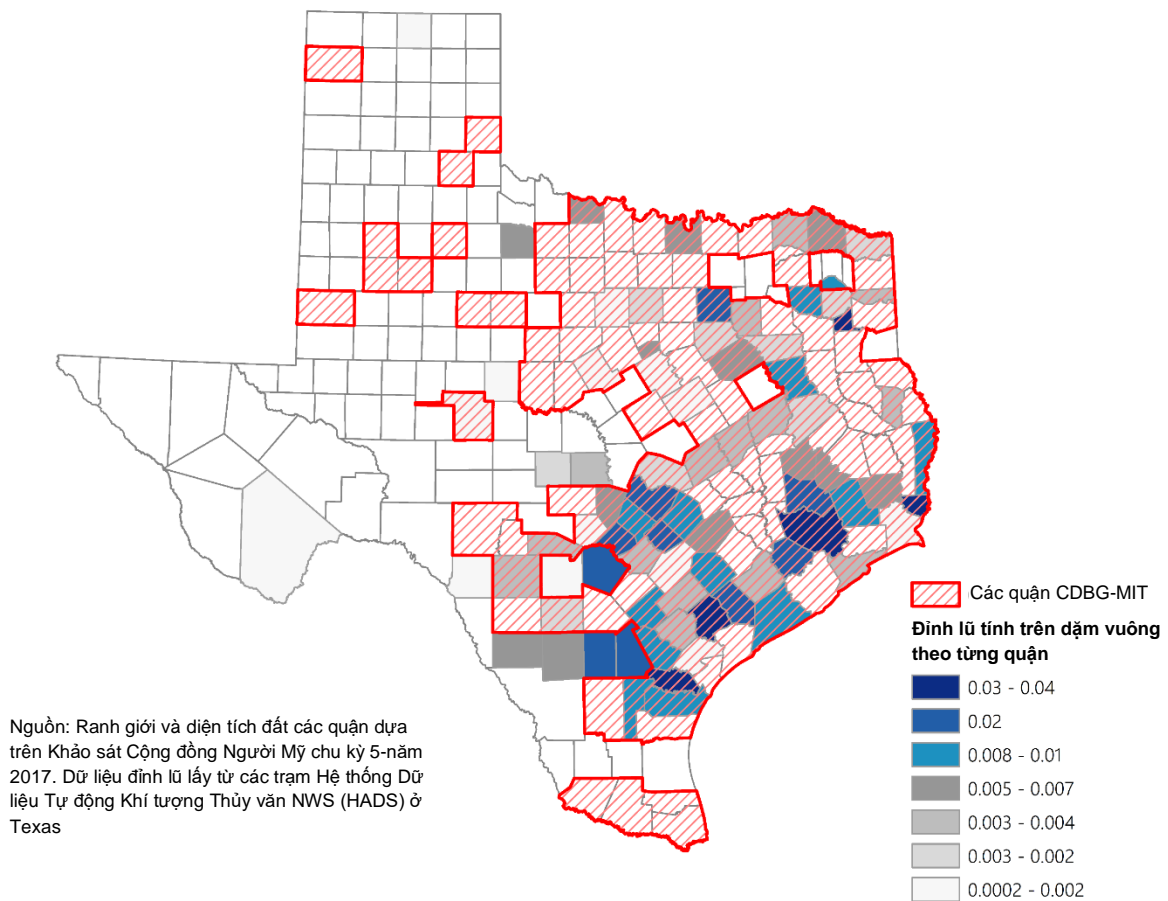 Các quận CDBG-MIT
Đỉnh lũ tính trên dặm vuông
theo từng quận
0.03 - 0.04
0.02
0.008 - 0.01
0.005 - 0.007
0.003 - 0.004
0.003 - 0.002
0.0002 - 0.002
Nguồn: Ranh giới và diện tích đất các quận dựa
trên Khảo sát Cộng đồng Người Mỹ chu kỳ 5-năm
2017. Dữ liệu đỉnh lũ lấy từ các trạm Hệ thống Dữ
liệu Tự động Khí tượng Thủy văn NWS (HADS) ở
Texas